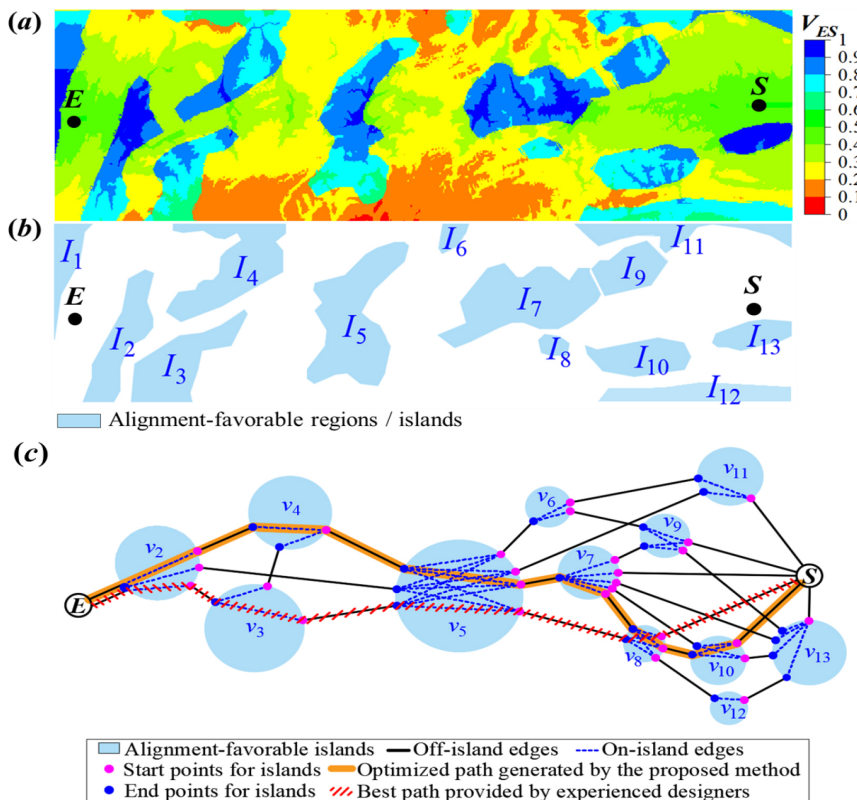 (a)
V_ES
1
0.9
0.8
0.7
0.6
0.5
0.4
0.3
0.2
0.1
0
E
S
(b)
I1
I2
I3
I4
I5
I6
I7
I8
I9
I10
I11
I12
I13
E
S
Alignment-favorable regions / islands
(c)
v2
v4
v3
v5
v6
v7
v8
v9
v10
v11
v12
v13
E
S
Alignment-favorable islands
Off-island edges
On-island edges
Start points for islands
Optimized path generated by the proposed method
End points for islands
Best path provided by experienced designers